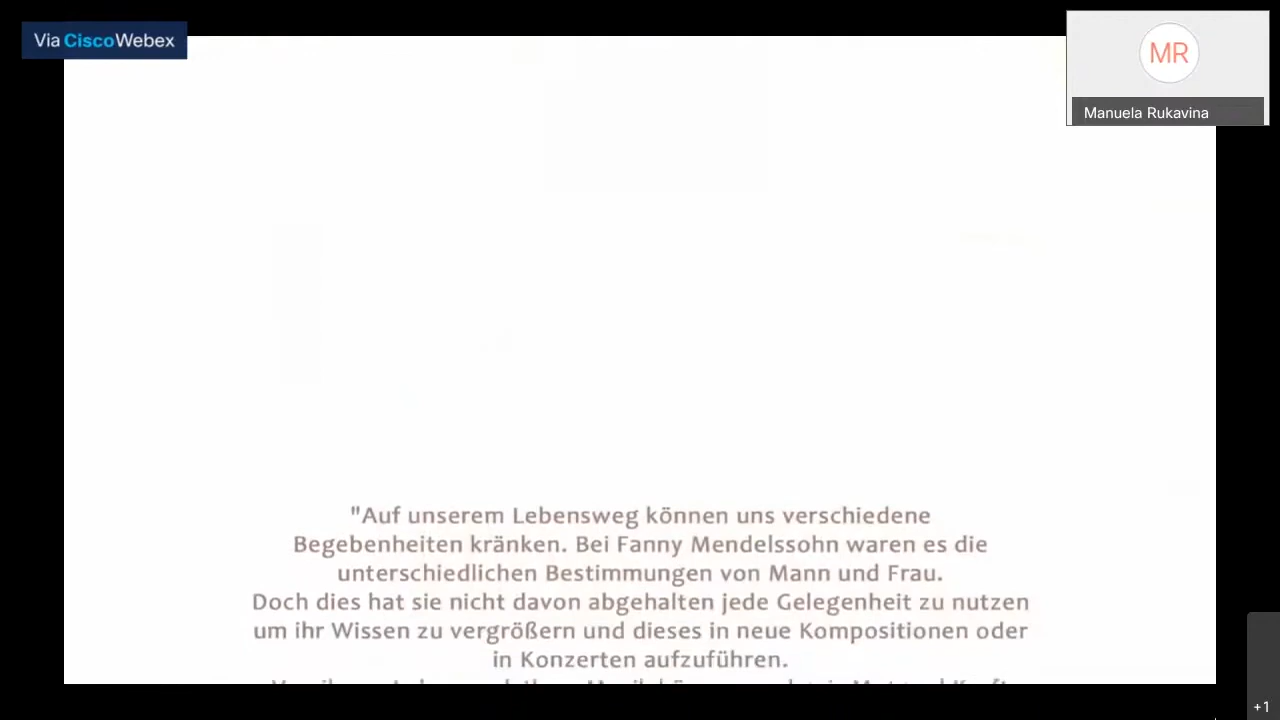 Via CiscoWebex
MR
Manuela Rukavina
"Auf unserem Lebensweg können uns verschiedene
Begebenheiten kränken. Bei Fanny Mendelssohn waren es die
unterschiedlichen Bestimmungen von Mann und Frau.
Doch dies hat sie nicht davon abgehalten jede Gelegenheit zu nutzen
um ihr Wissen zu vergrößern und dieses in neue Kompositionen oder
in Konzerten aufzuführen.
+1